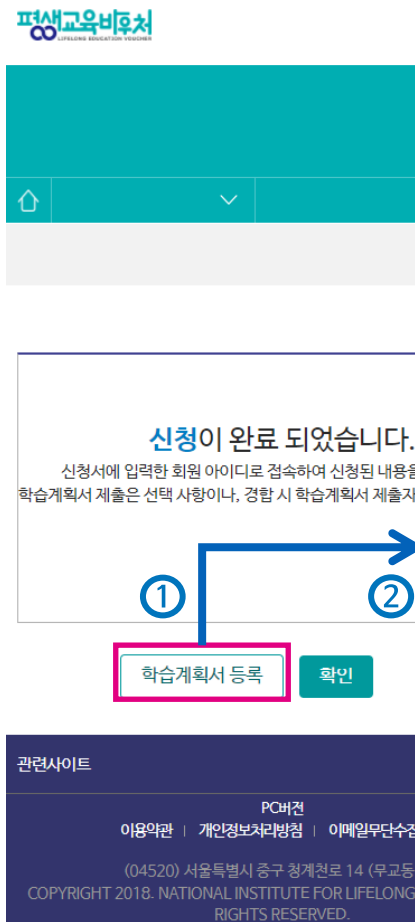 평생교육바우처
LIFELONG EDUCATION VOUCHER
신청이 완료 되었습니다.
신청서에 입력한 회원 아이디로 접속하여 신청된 내용을
학습계획서 제출은 선택 사항이나, 경합 시 학습계획서 제출자
① ②
학습계획서 등록 확인
관련사이트
PC버전
이용약관 | 개인정보처리방침 | 이메일무단수집
(04520) 서울특별시 중구 청계천로 14 (무교동
COPYRIGHT 2018. NATIONAL INSTITUTE FOR LIFELONG
RIGHTS RESERVED.